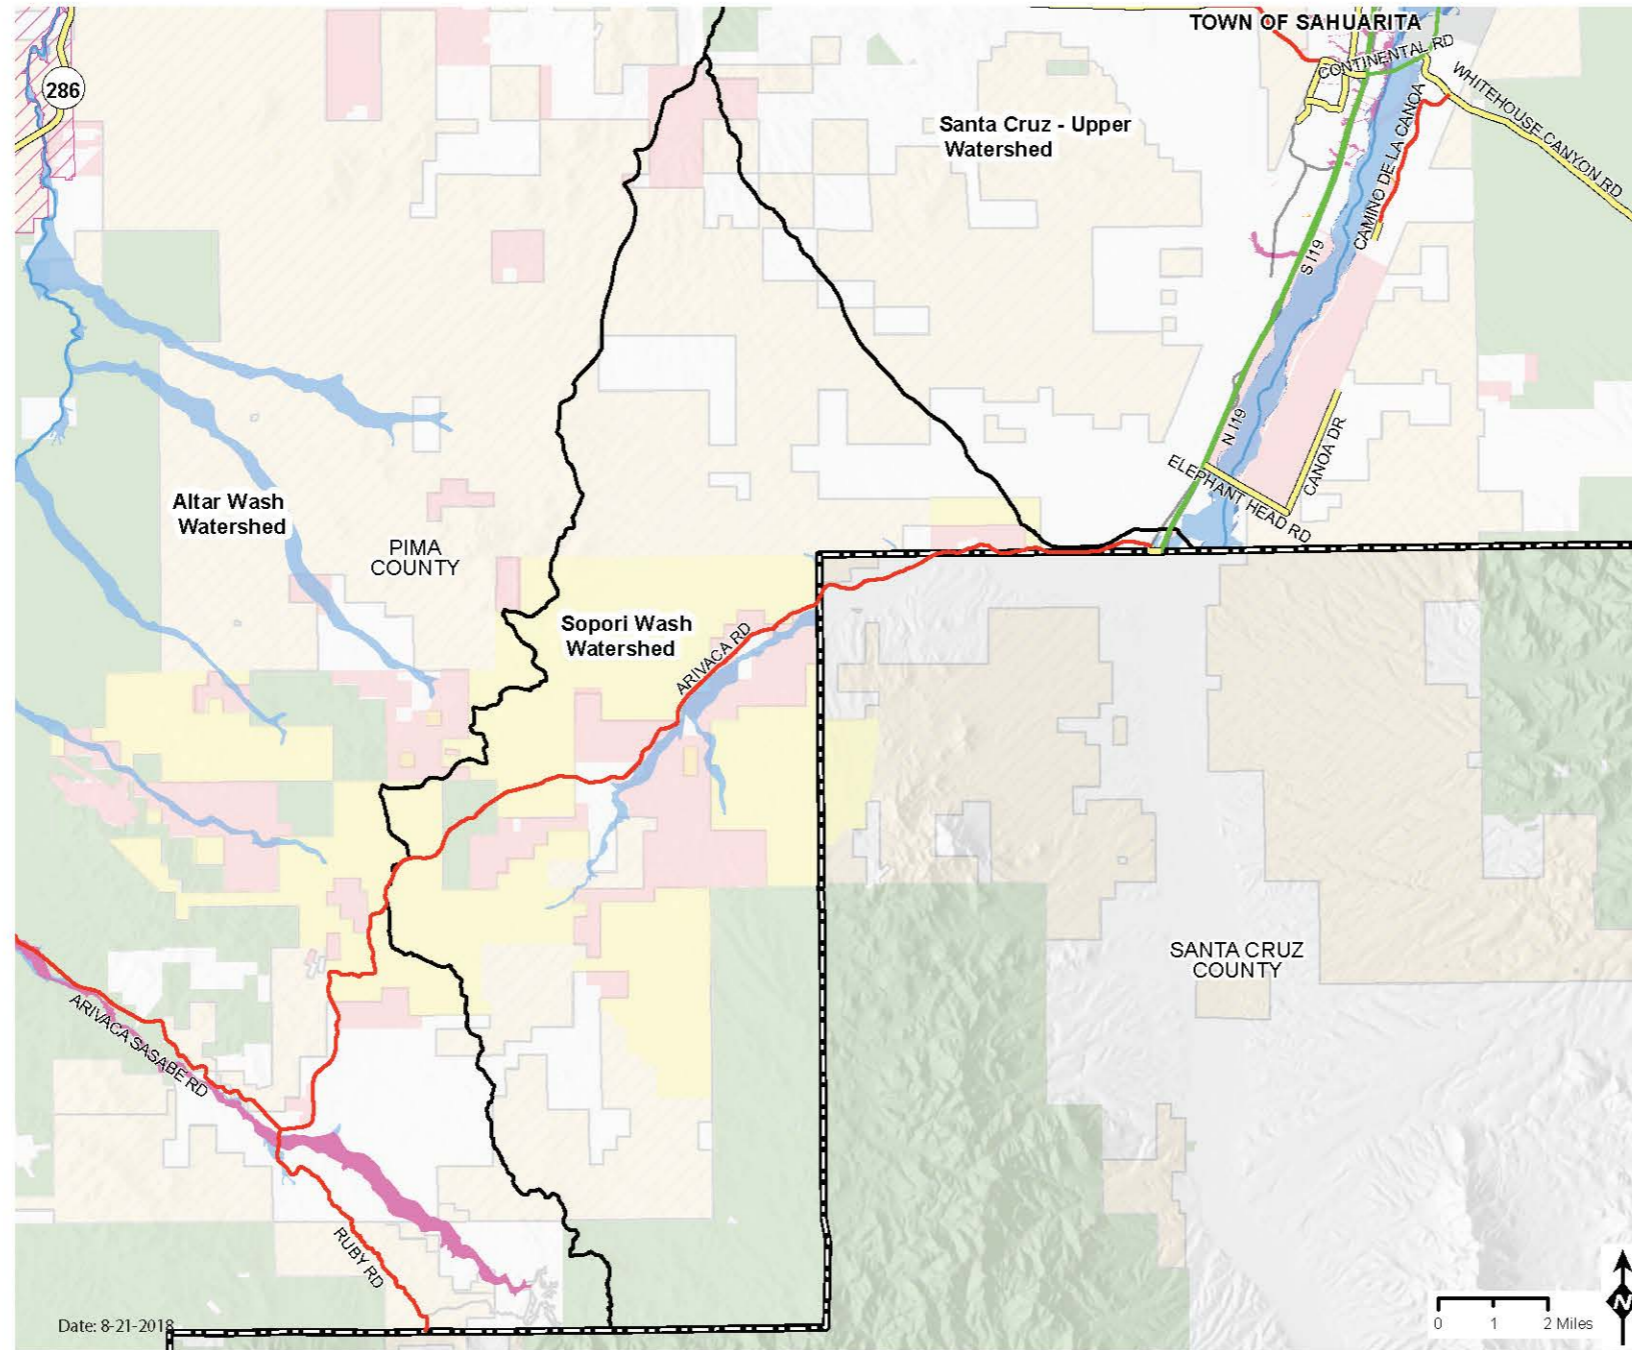 TOWN OF SAHUARITA
CONTINENTAL RD
286
WHITEHOUSE CANYON RD
Santa Cruz - Upper
Watershed
CAMINO DE LA CANOA
S I19
N I19
CANOA DR
ELEPHANT HEAD RD
Altar Wash
Watershed
PIMA
COUNTY
Sopori Wash
Watershed
ARIVACA RD
SANTA CRUZ
COUNTY
ARIVACA SASABE RD
RUBY RD
Date: 8-21-2018
N
0 1 2 Miles